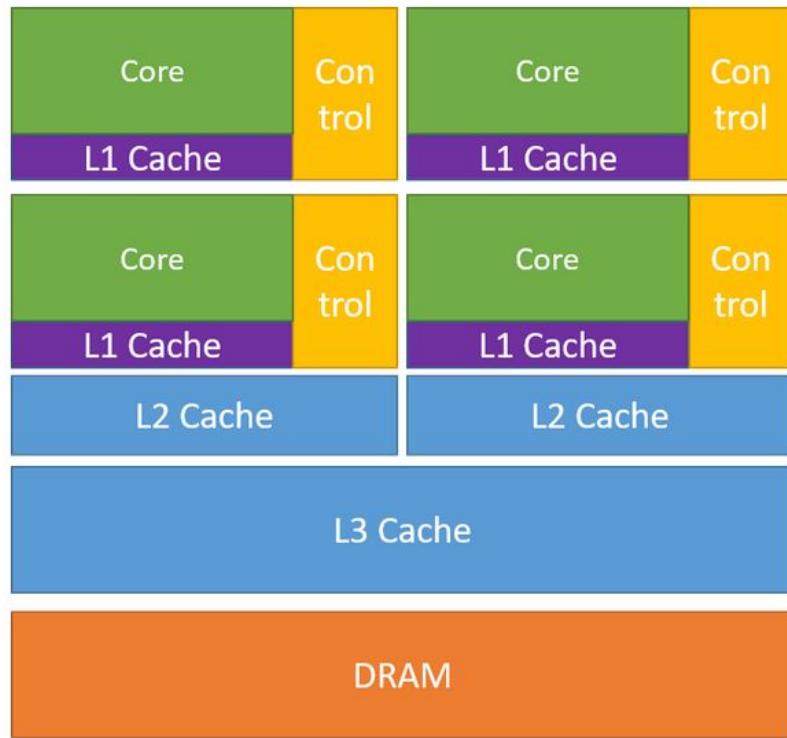 Core
Con
trol
Core
Con
trol
L1 Cache
L1 Cache
Core
Con
trol
Core
Con
trol
L1 Cache
L1 Cache
L2 Cache
L2 Cache
L3 Cache
DRAM